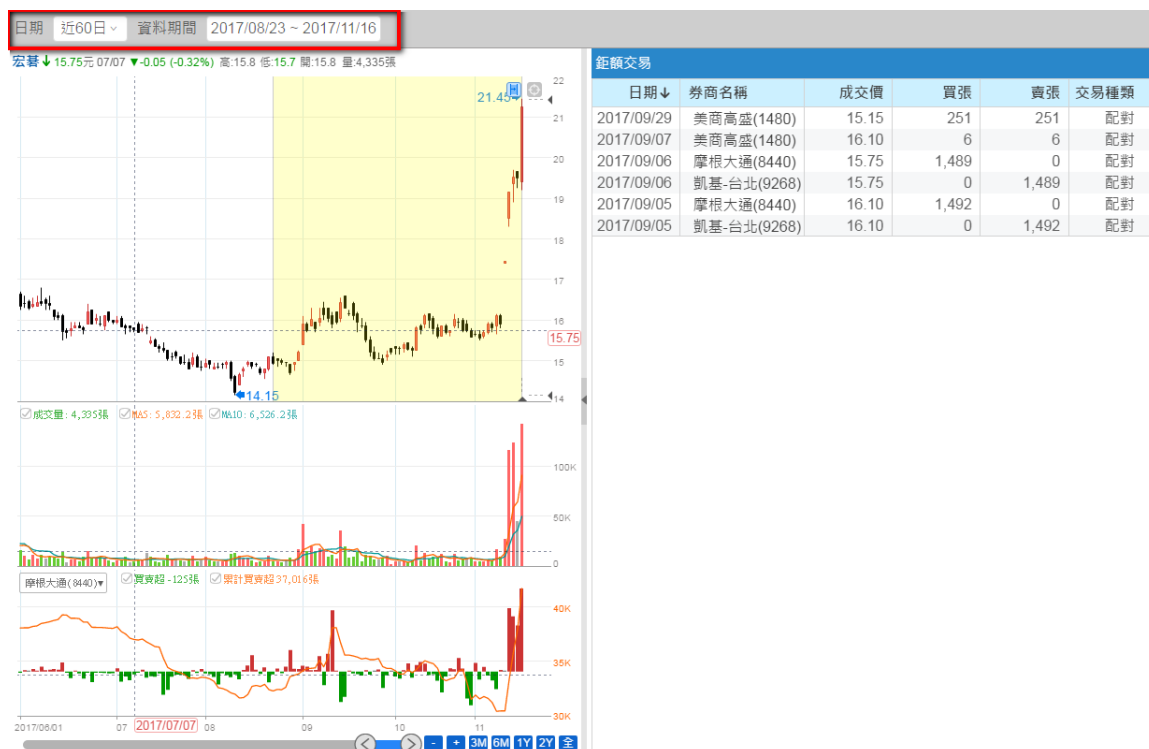 日期 近60日 資料期間 2017/08/23 ~ 2017/11/16
宏碁 15.75元 07/07 ▼-0.05 (-0.32%) 高:15.8 低:15.7 開:15.8 量:4,335張
22
21.45
21
20
19
18
17
16
15.75
15
14.15
14
成交量: 4,335張 MA5: 5,832.2張 MA10: 6,526.2張
100K
50K
0
摩根大通(8440)▾ 買賣超 -125張 累計買賣超 37,016張
40K
35K
30K
2017/06/01 07 2017/07/07 08 09 10 11
- + 3M 6M 1Y 2Y 全
鉅額交易
日期↓ 券商名稱 成交價 買張 賣張 交易種類
2017/09/29 美商高盛(1480) 15.15 251 251 配對
2017/09/07 美商高盛(1480) 16.10 6 6 配對
2017/09/06 摩根大通(8440) 15.75 1,489 0 配對
2017/09/06 凱基-台北(9268) 15.75 0 1,489 配對
2017/09/05 摩根大通(8440) 16.10 1,492 0 配對
2017/09/05 凱基-台北(9268) 16.10 0 1,492 配對